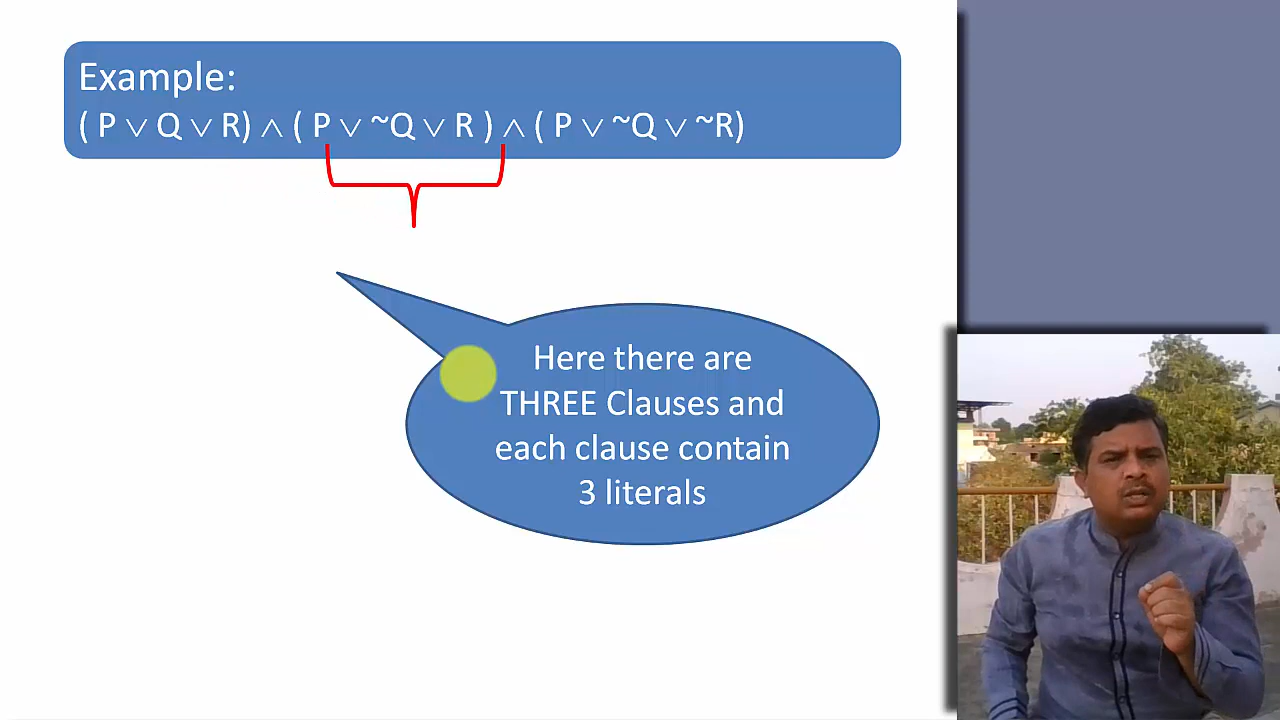 Example:
( P ∨ Q ∨ R) ∧ ( P ∨ ~Q ∨ R ) ∧ ( P ∨ ~Q ∨ ~R)
Here there are
THREE Clauses and
each clause contain
3 literals